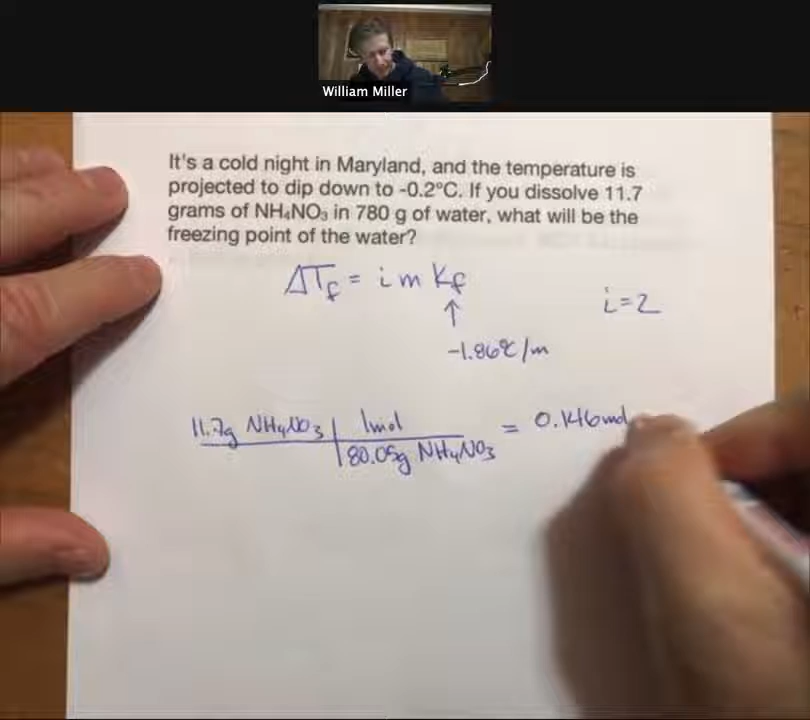 William Miller
It's a cold night in Maryland, and the temperature is
projected to dip down to -0.2°C. If you dissolve 11.7
grams of NH₄NO₃ in 780 g of water, what will be the
freezing point of the water?
ΔTf = i m Kf
i=2
↑
-1.86℃/m
11.7g NH₄NO₃ | 1mol
= 0.146mol
80.05g NH₄NO₃